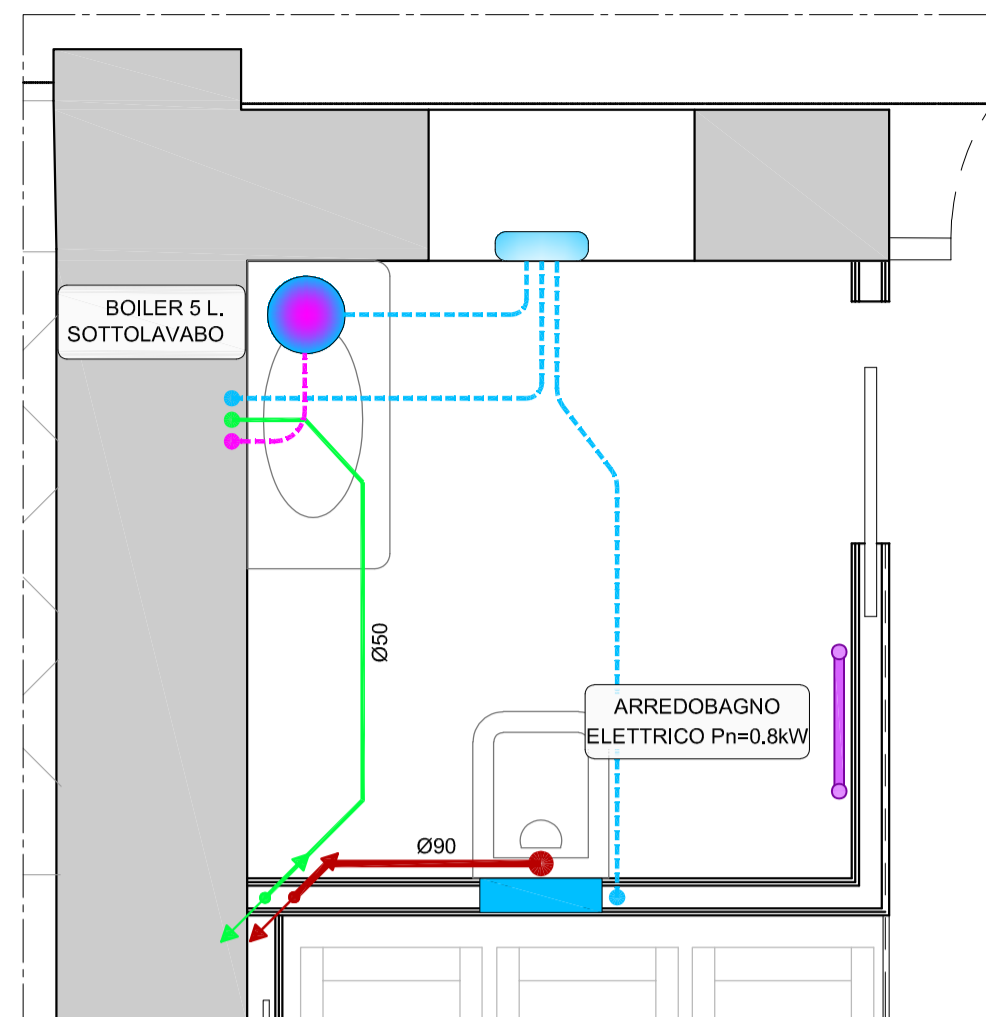 BOILER 5 L.
SOTTOLAVABO
Ø50
ARREDOBAGNO
ELETTRICO Pn=0.8kW
Ø90